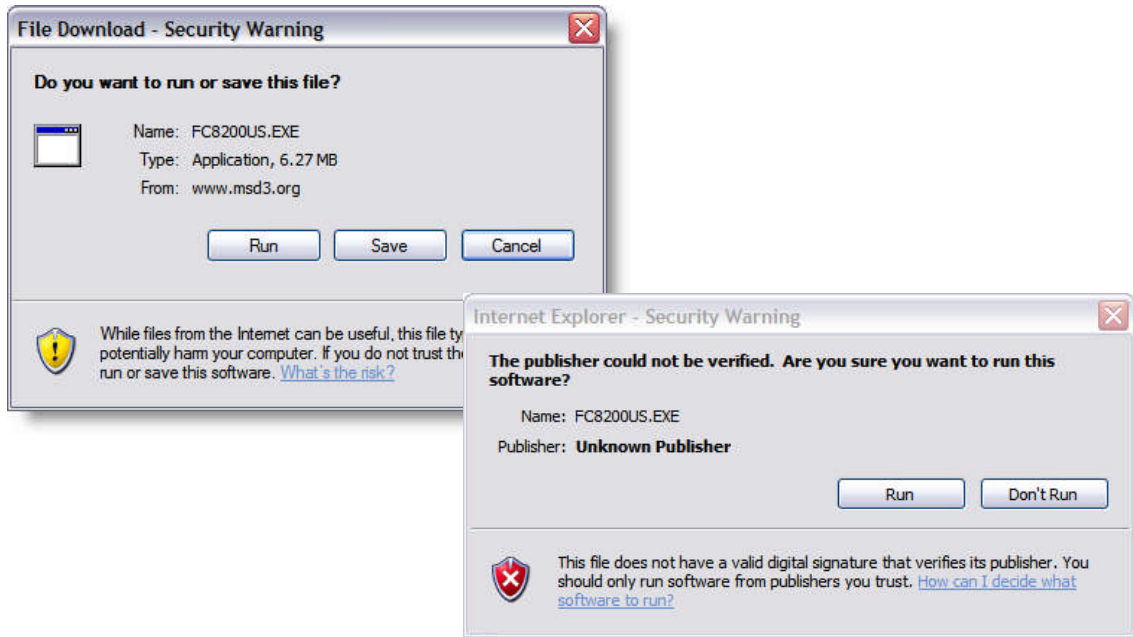 File Download - Security Warning
Do you want to run or save this file?
Name: FC8200US.EXE
Type: Application, 6.27 MB
From: www.msd3.org
Run Save Cancel
While files from the Internet can be useful, this file
potentially harm your computer. If you do not trust
run or save this software. What's the risk?
Internet Explorer - Security Warning
The publisher could not be verified. Are you sure you want to run this
software?
Name: FC8200US.EXE
Publisher: Unknown Publisher
Run Don't Run
This file does not have a valid digital signature that verifies its publisher. You
should only run software from publishers you trust. How can I decide what
software to run?